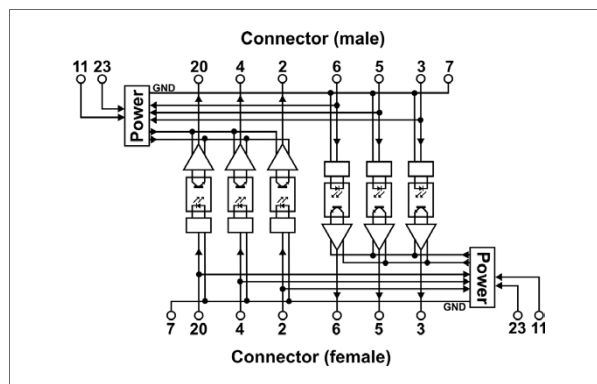 Connector (male)
11 23 20 4 2 6 5 3 7
GND
Power
Power
GND
7 20 4 2 6 5 3 23 11
Connector (female)